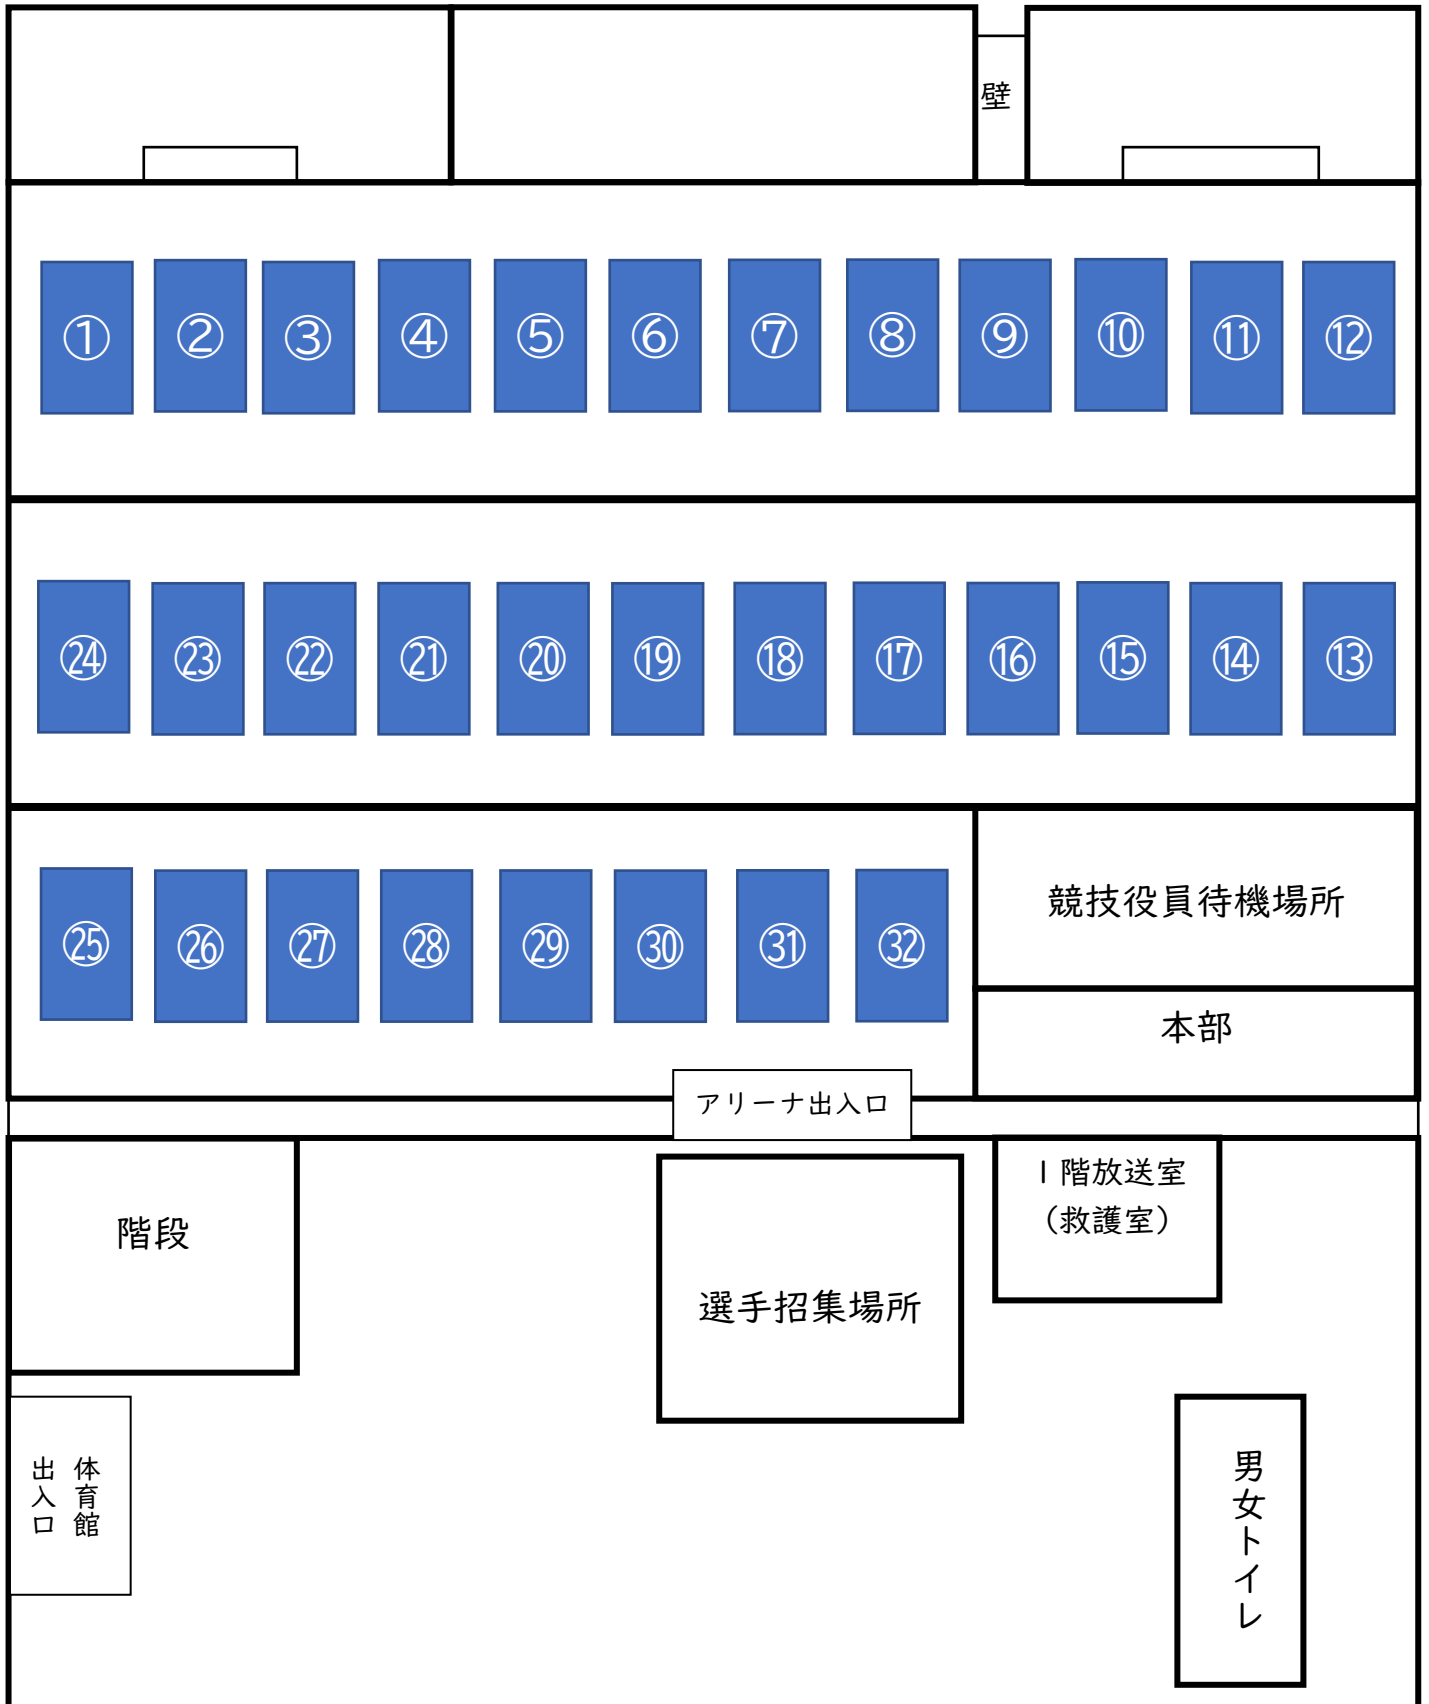 壁
①
②
③
④
⑤
⑥
⑦
⑧
⑨
⑩
⑪
⑫
㉔
㉓
㉒
㉑
⑳
⑲
⑱
⑰
⑯
⑮
⑭
⑬
㉕
㉖
㉗
㉘
㉙
㉚
㉛
㉜
競技役員待機場所
本部
アリーナ出入口
階段
選手招集場所
1階放送室
（救護室）
体育館
出入口
男女トイレ